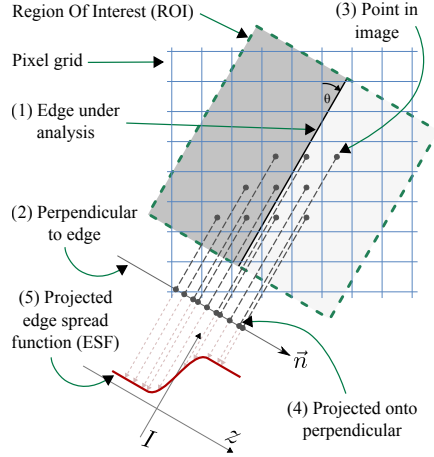 Region Of Interest (ROI)
(3) Point in
image
Pixel grid
θ
(1) Edge under
analysis
(2) Perpendicular
to edge
(5) Projected
edge spread
function (ESF)
n⃗
(4) Projected onto
perpendicular
I
z